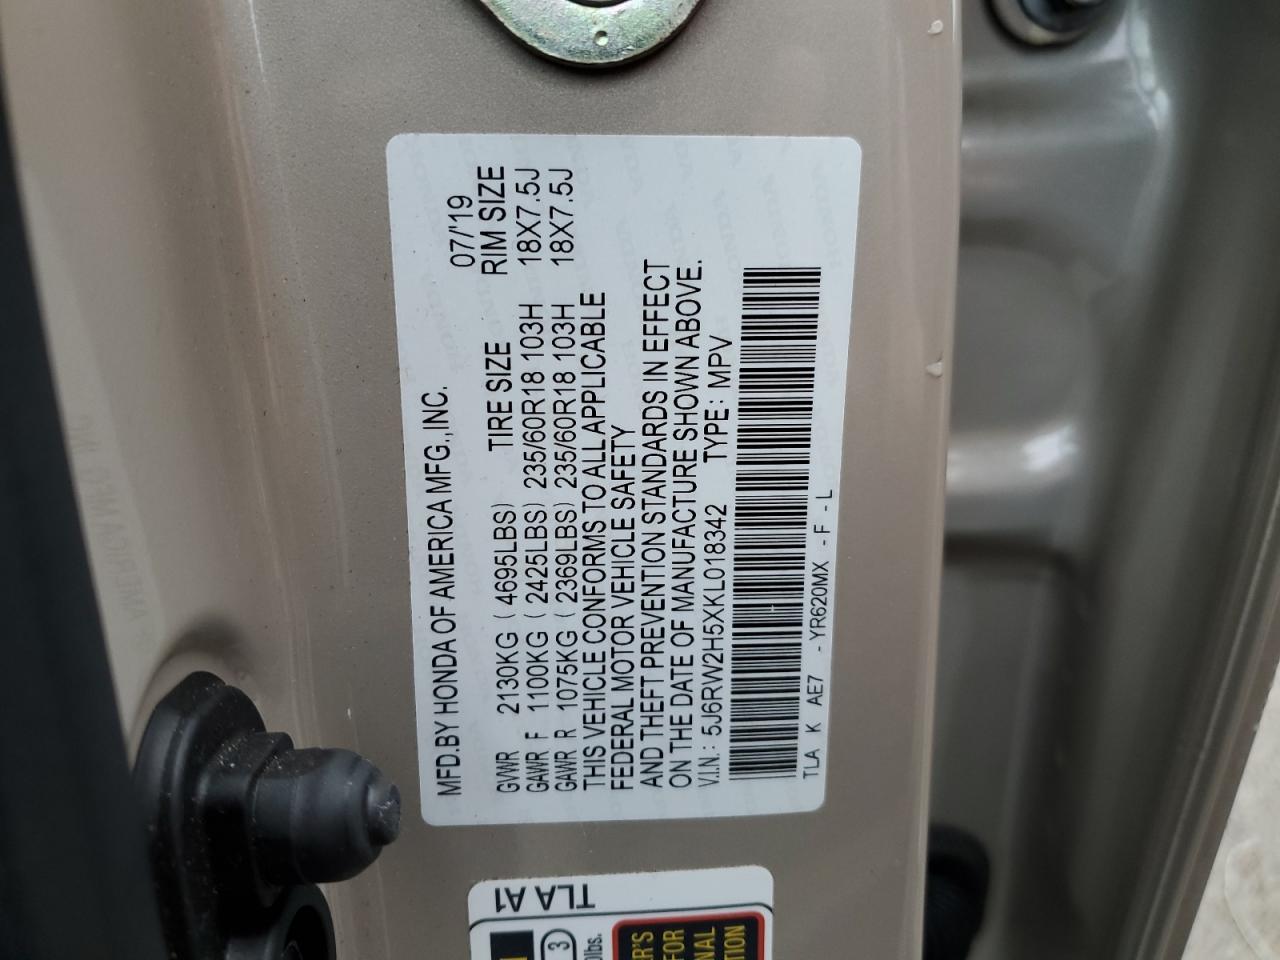 MFD.BY HONDA OF AMERICA MFG.,INC. 07/'19
GVWR 2130KG ( 4695LBS) TIRE SIZE RIM SIZE
GAWR F 1100KG ( 2425LBS) 235/60R18 103H 18X7.5J
GAWR R 1075KG ( 2369LBS) 235/60R18 103H 18X7.5J
THIS VEHICLE CONFORMS TO ALL APPLICABLE
FEDERAL MOTOR VEHICLE SAFETY
AND THEFT PREVENTION STANDARDS IN EFFECT
ON THE DATE OF MANUFACTURE SHOWN ABOVE.
V.I.N.: 5J6RW2H5XKL018342 TYPE: MPV
TLA K AE7 - YR620MX - F - L
TLA A1
3